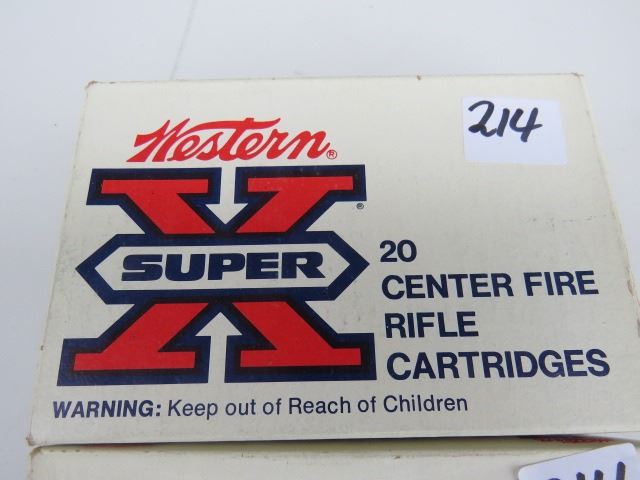 Western®
214
X®
SUPER
20
CENTER FIRE
RIFLE
CARTRIDGES
WARNING: Keep out of Reach of Children